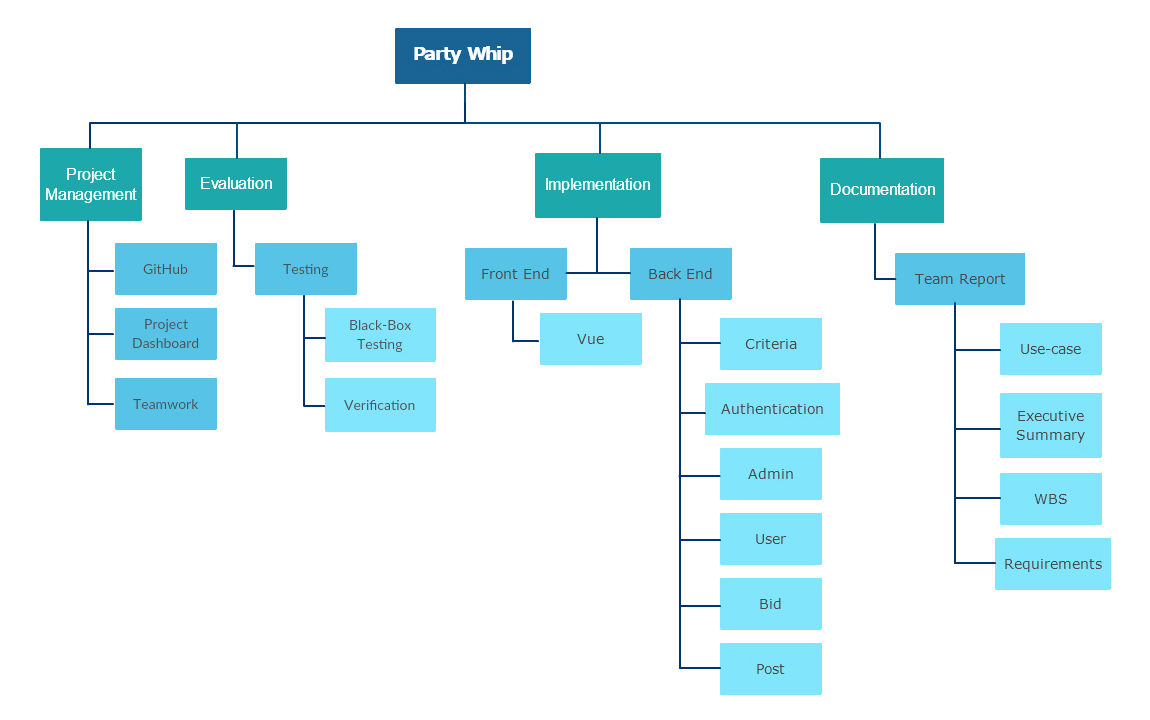 Party Whip
Project
Management
Evaluation
Implementation
Documentation
GitHub
Project
Dashboard
Teamwork
Testing
Black-Box
Testing
Verification
Front End
Vue
Back End
Criteria
Authentication
Admin
User
Bid
Post
Team Report
Use-case
Executive
Summary
WBS
Requirements